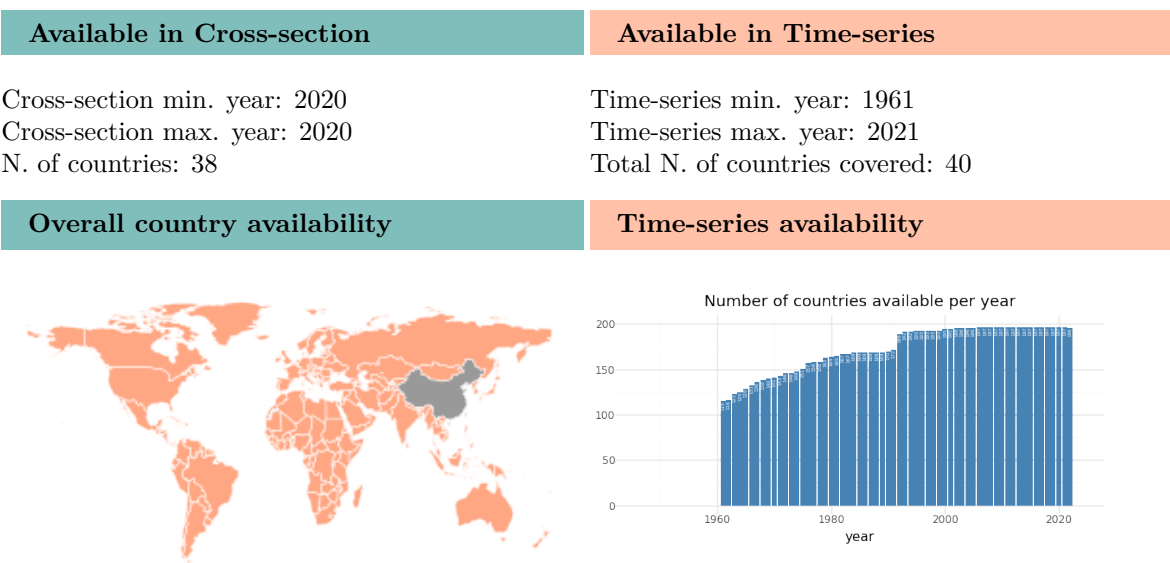 Available in Cross-section
Available in Time-series
Cross-section min. year: 2020
Cross-section max. year: 2020
N. of countries: 38
Time-series min. year: 1961
Time-series max. year: 2021
Total N. of countries covered: 40
Overall country availability
Time-series availability
Number of countries available per year
200
150
100
50
0
1960
1980
2000
2020
year